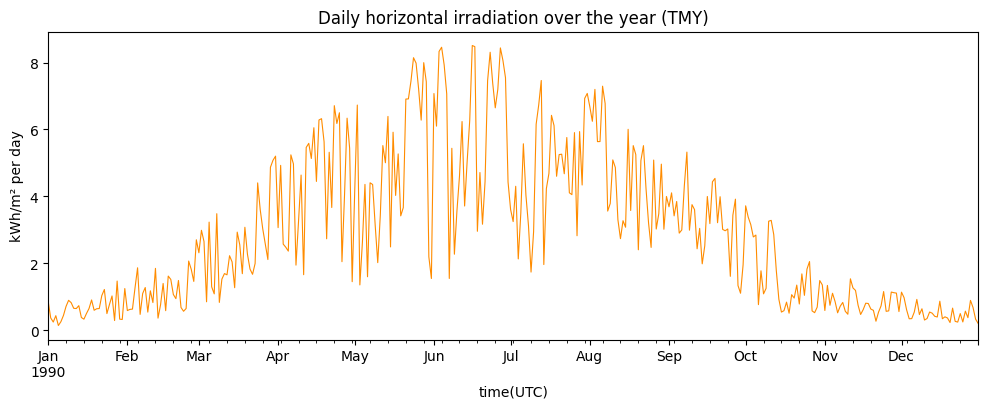 Daily horizontal irradiation over the year (TMY)
kWh/m² per day
8
6
4
2
0
Jan Feb Mar Apr May Jun Jul Aug Sep Oct Nov Dec
1990
time(UTC)